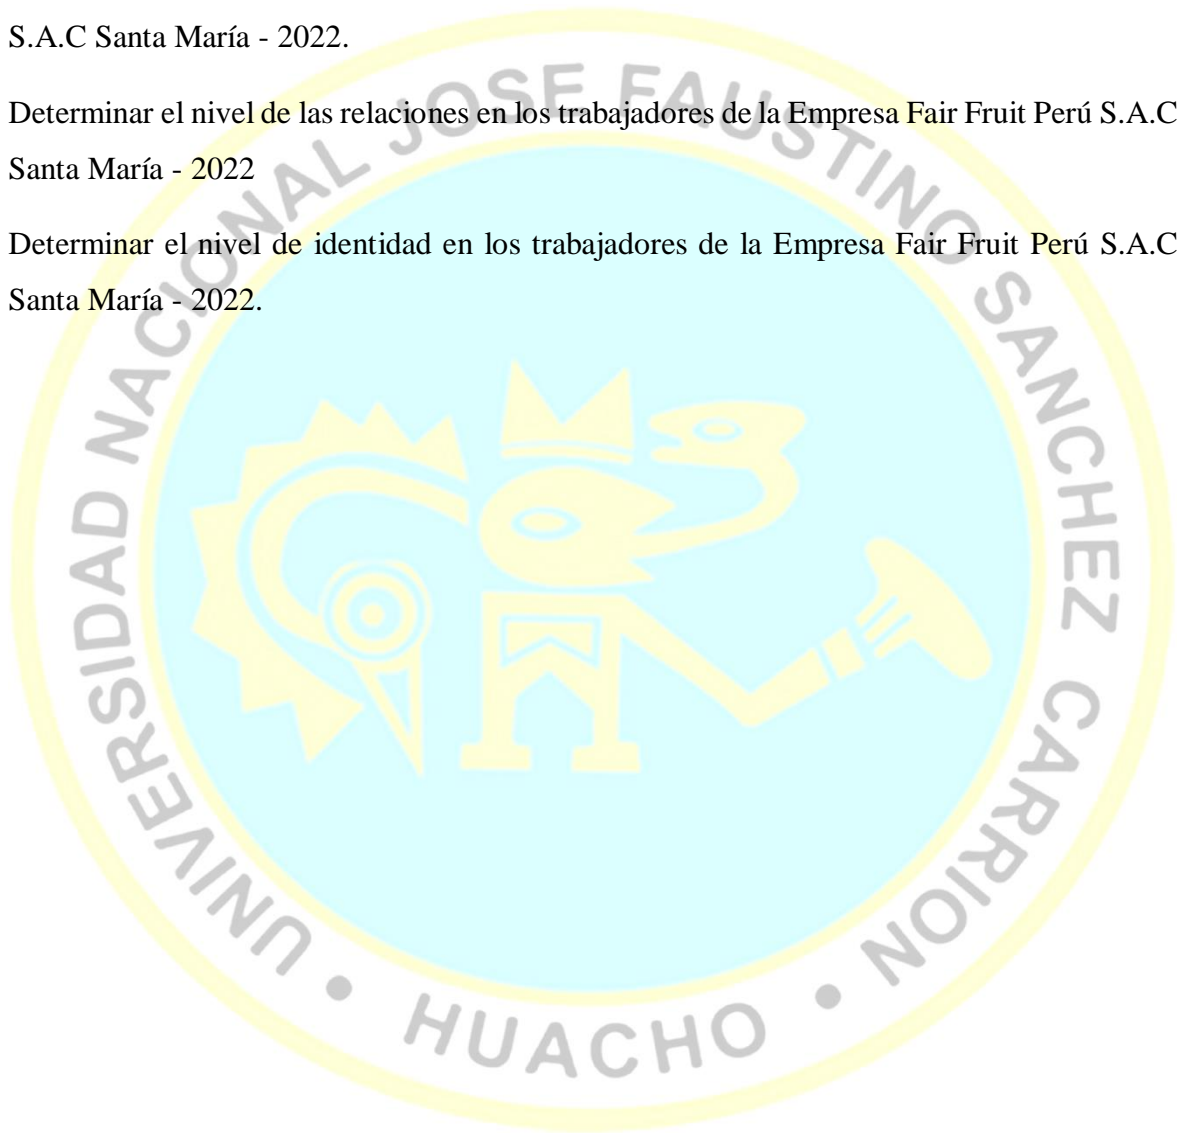 S.A.C Santa María - 2022.
Determinar el nivel de las relaciones en los trabajadores de la Empresa Fair Fruit Perú S.A.C
Santa María - 2022
Determinar el nivel de identidad en los trabajadores de la Empresa Fair Fruit Perú S.A.C
Santa María - 2022.
UNIVERSIDAD NACIONAL JOSE FAUSTINO SANCHEZ CARRION
• HUACHO •